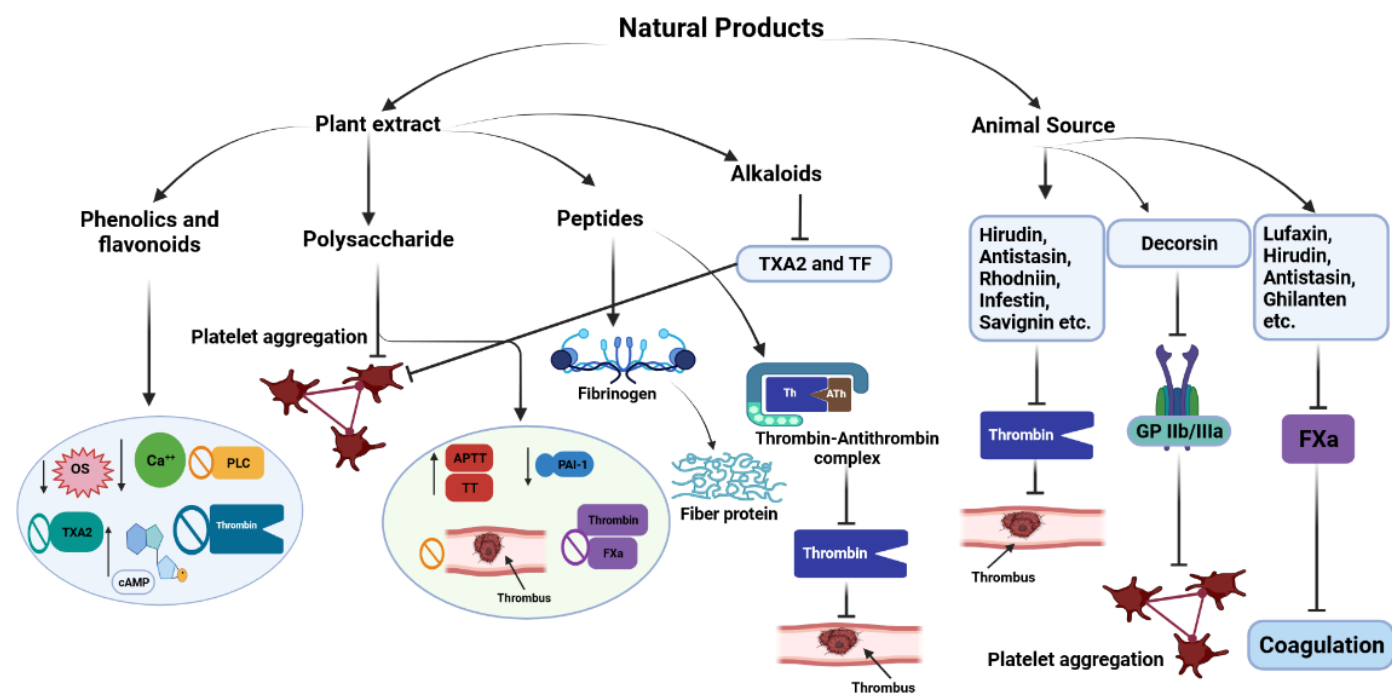 Natural Products
Plant extract
Animal Source
Alkaloids
Phenolics and
flavonoids
Polysaccharide
Peptides
TXA2 and TF
Hirudin,
Antistasin,
Rhodniin,
Infestin,
Savignin etc.
Decorsin
Lufaxin,
Hirudin,
Antistasin,
Ghilanten
etc.
Platelet aggregation
Fibrinogen
Th
ATh
Thrombin-Antithrombin
complex
Fiber protein
Thrombin
Thrombus
OS
Ca++
PLC
TXA2
cAMP
Thrombin
APTT
TT
PAI-1
Thrombin
FXa
Thrombus
Thrombin
Thrombus
GP IIb/IIIa
Platelet aggregation
FXa
Coagulation